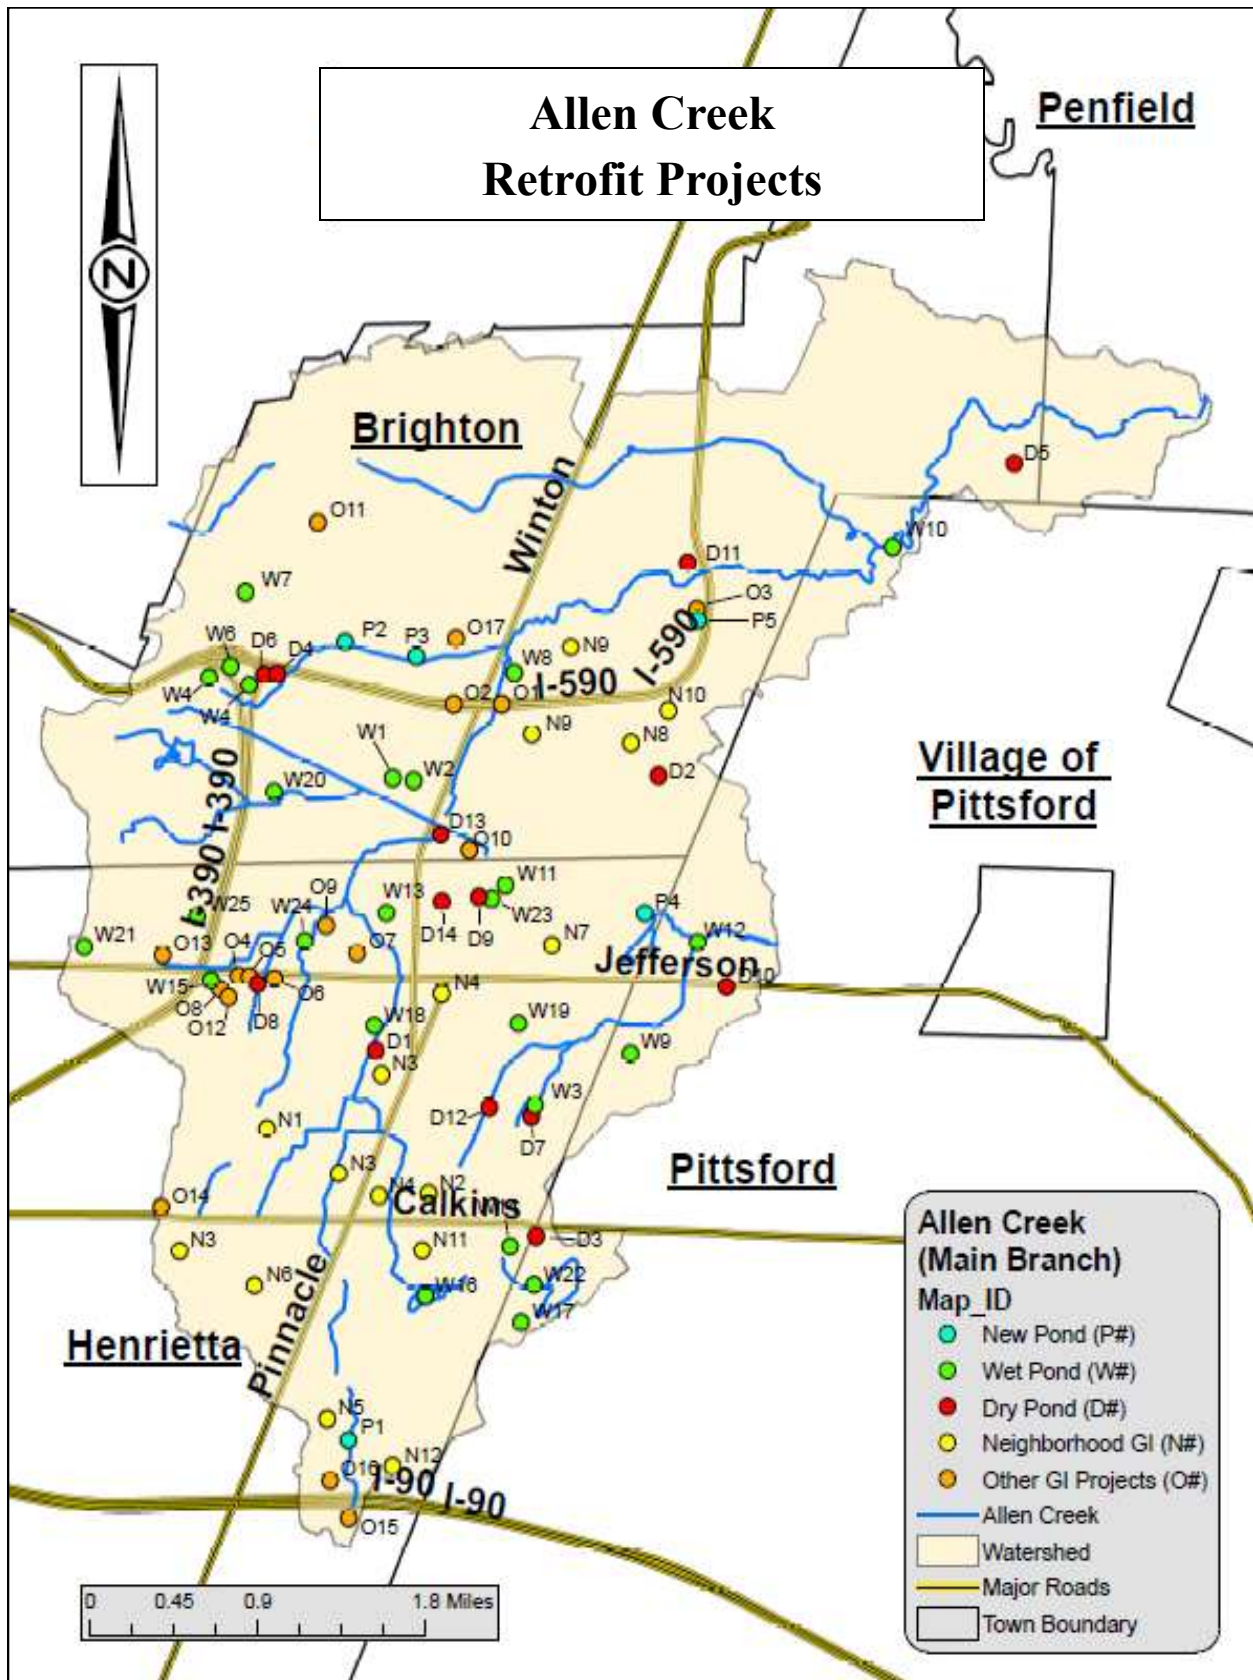 Allen Creek
Retrofit Projects
Penfield
N
Brighton
Winton
D5
O11
W10
D11
W7
O3
P5
P2
P3
O17
N9
I-590
W6
D6
D4
W8
I-590
W4
W4
O2
O1
N10
N9
N8
W1
W2
D2
Village of
Pittsford
I-390
W20
D13
O10
I-390
W11
W25
W24
O9
W13
D14
D9
W23
P4
W21
O13
O4
O5
O7
N7
W12
Jefferson
D10
W15
O8
O12
D8
O6
N4
W18
W19
D1
N3
W9
W3
D12
D7
N1
Pittsford
N3
N4
N2
O14
Calkins
N3
N11
D3
N6
W16
W22
W17
Henrietta
Pinnacle
N5
P1
N12
O16
I-90
I-90
O15
Allen Creek
(Main Branch)
Map_ID
New Pond (P#)
Wet Pond (W#)
Dry Pond (D#)
Neighborhood GI (N#)
Other GI Projects (O#)
Allen Creek
Watershed
Major Roads
Town Boundary
0 0.45 0.9 1.8 Miles